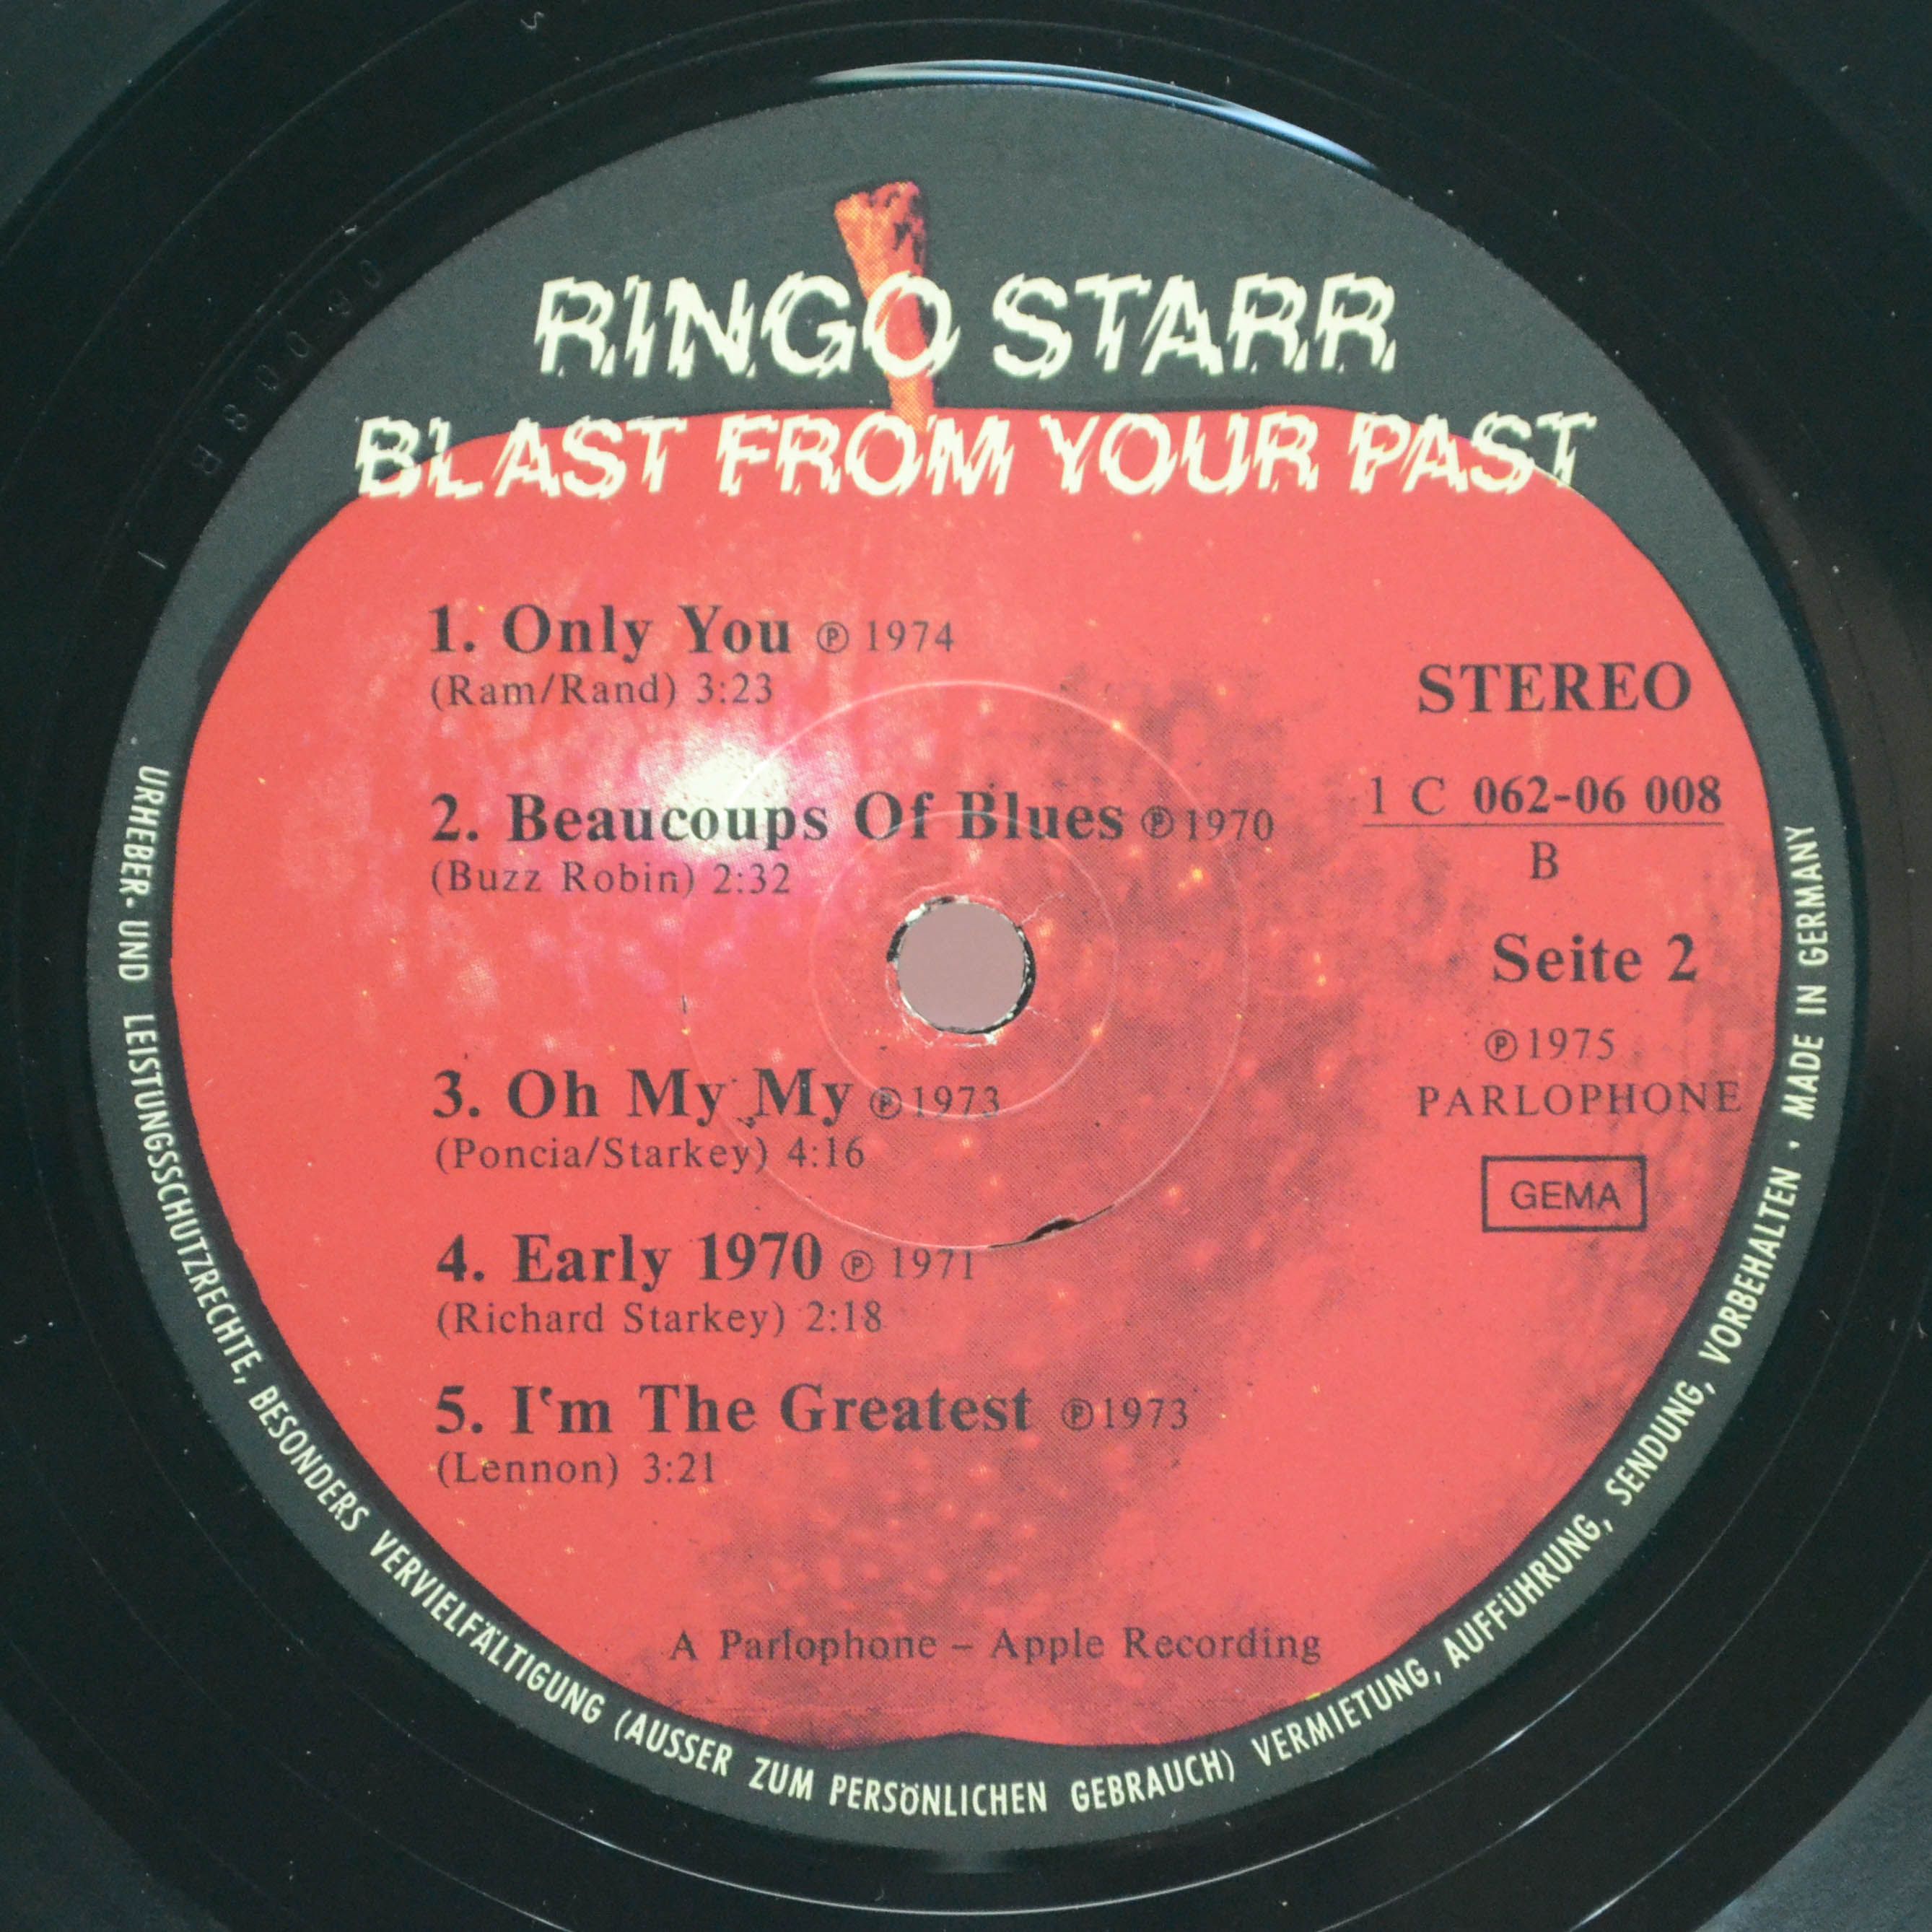 RINGO STARR
BLAST FROM YOUR PAST
1. Only You ℗ 1974
(Ram/Rand) 3:23
2. Beaucoups Of Blues ℗ 1970
(Buzz Robin) 2:32
3. Oh My My ℗ 1973
(Poncia/Starkey) 4:16
4. Early 1970 ℗ 1971
(Richard Starkey) 2:18
5. I‛m The Greatest ℗ 1973
(Lennon) 3:21
STEREO
1 C 062-06 008
B
Seite 2
℗ 1975
PARLOPHONE
GEMA
A Parlophone – Apple Recording
URHEBER- UND LEISTUNGSSCHUTZRECHTE, BESONDERS VERVIELFÄLTIGUNG (AUSSER ZUM PERSÖNLICHEN GEBRAUCH) VERMIETUNG, AUFFÜHRUNG, SENDUNG, VORBEHALTEN · MADE IN GERMANY